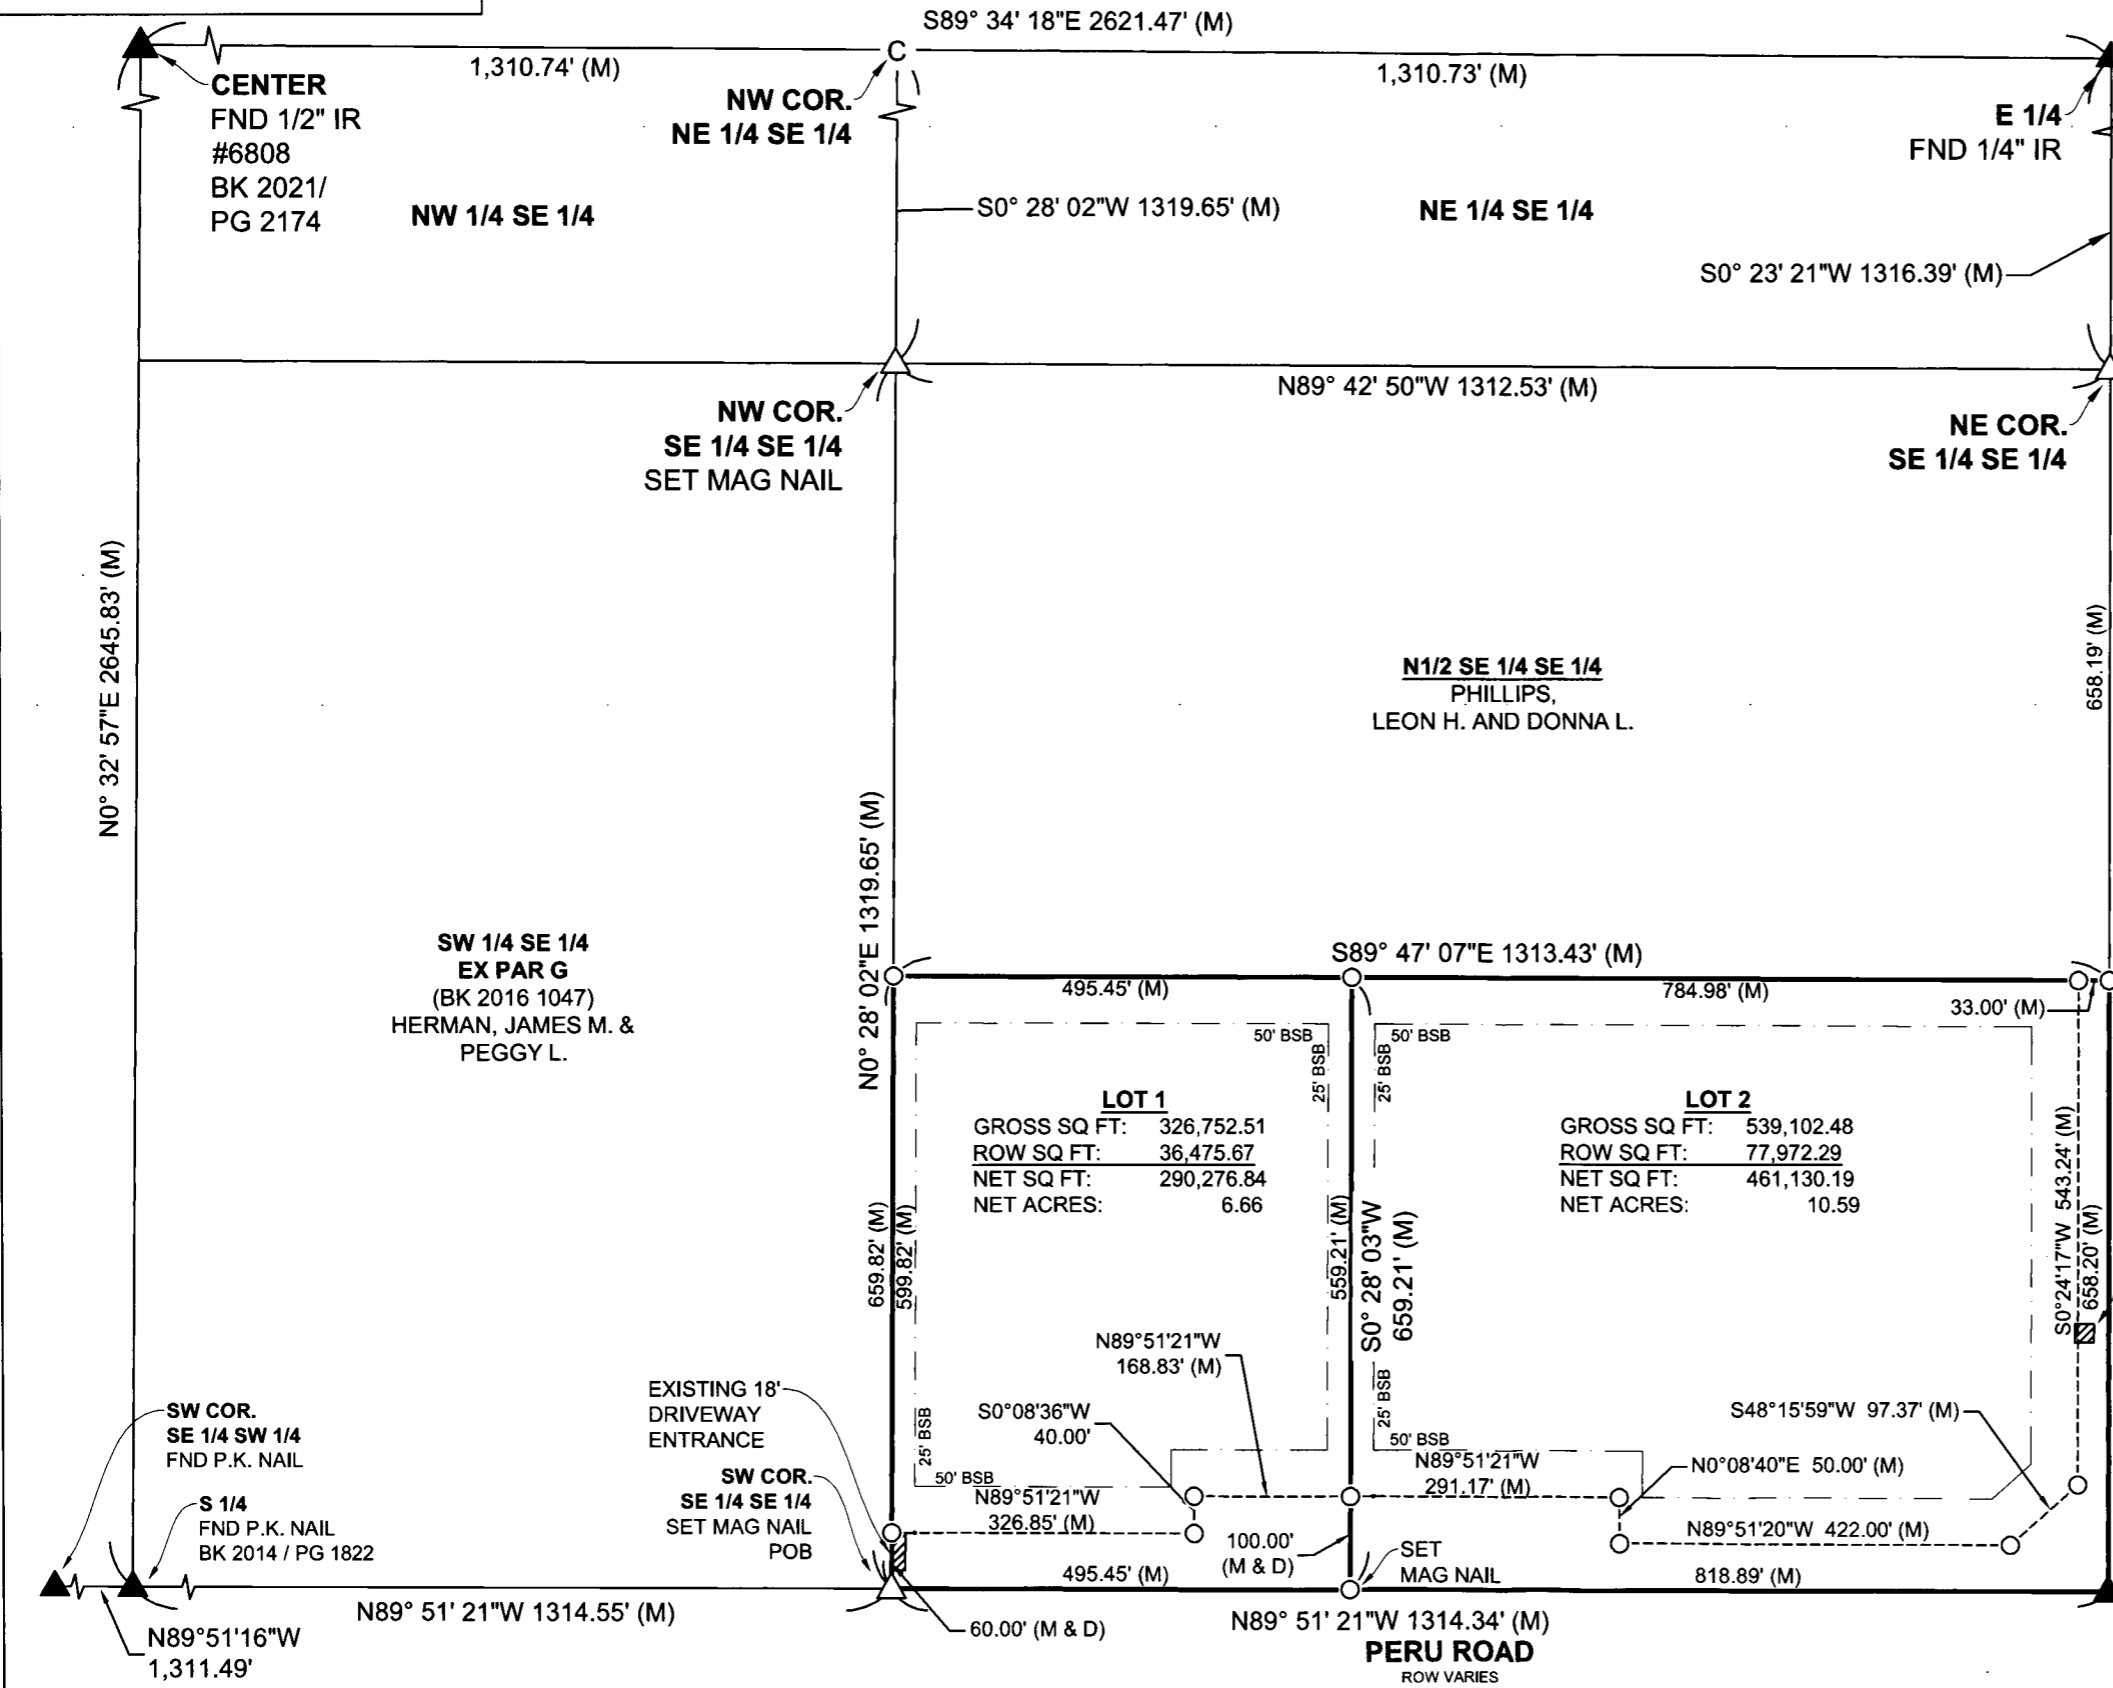 S89° 34' 18"E 2621.47' (M)
1,310.74' (M)
C
1,310.73' (M)
CENTER
FND 1/2" IR
#6808
BK 2021/
PG 2174
NW COR.
NE 1/4 SE 1/4
E 1/4
FND 1/4" IR
NW 1/4 SE 1/4
S0° 28' 02"W 1319.65' (M)
NE 1/4 SE 1/4
S0° 23' 21"W 1316.39' (M)
N89° 42' 50"W 1312.53' (M)
NW COR.
SE 1/4 SE 1/4
SET MAG NAIL
NE COR.
SE 1/4 SE 1/4
N0° 32' 57"E 2645.83' (M)
658.19' (M)
N1/2 SE 1/4 SE 1/4
PHILLIPS,
LEON H. AND DONNA L.
N0° 28' 02"E 1319.65' (M)
SW 1/4 SE 1/4
EX PAR G
(BK 2016 1047)
HERMAN, JAMES M. &
PEGGY L.
S89° 47' 07"E 1313.43' (M)
495.45' (M)
784.98' (M)
33.00' (M)
50' BSB
50' BSB
25' BSB
25' BSB
LOT 1
GROSS SQ FT: 326,752.51
ROW SQ FT: 36,475.67
NET SQ FT: 290,276.84
NET ACRES: 6.66
LOT 2
GROSS SQ FT: 539,102.48
ROW SQ FT: 77,972.29
NET SQ FT: 461,130.19
NET ACRES: 10.59
659.82' (M)
599.82' (M)
559.21' (M)
S0° 28' 03"W
659.21' (M)
S0°24'17"W 543.24' (M)
658.20' (M)
N89°51'21"W
168.83' (M)
S0°08'36"W
40.00'
EXISTING 18'
DRIVEWAY
ENTRANCE
25' BSB
25' BSB
50' BSB
50' BSB
S48°15'59"W 97.37' (M)
N0°08'40"E 50.00' (M)
N89°51'21"W
291.17' (M)
N89°51'21"W
326.85' (M)
N89°51'20"W 422.00' (M)
SW COR.
SE 1/4 SW 1/4
FND P.K. NAIL
S 1/4
FND P.K. NAIL
BK 2014 / PG 1822
SW COR.
SE 1/4 SE 1/4
SET MAG NAIL
POB
100.00'
(M & D)
SET
MAG NAIL
495.45' (M)
818.89' (M)
N89° 51' 21"W 1314.55' (M)
60.00' (M & D)
N89° 51' 21"W 1314.34' (M)
PERU ROAD
ROW VARIES
N89°51'16"W
1,311.49'